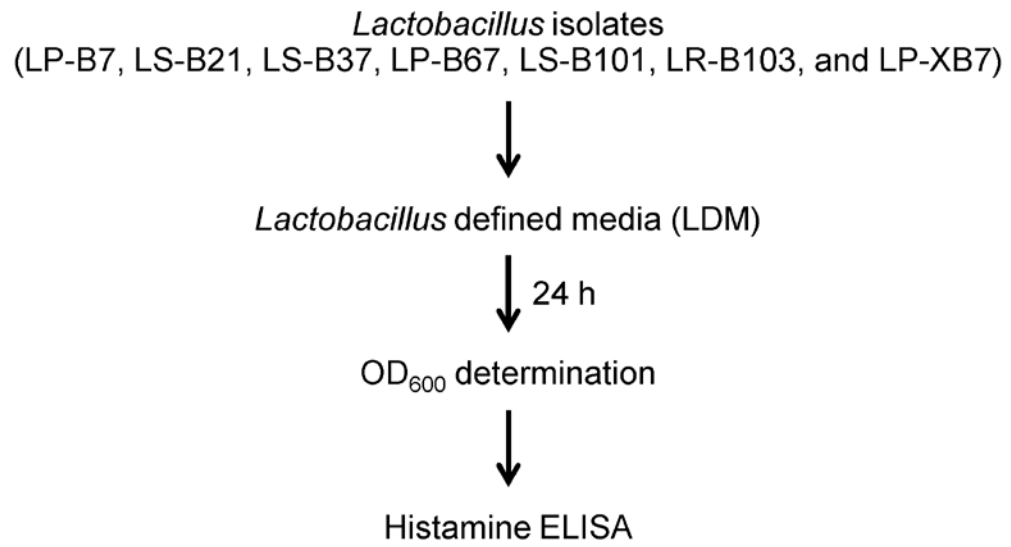 Lactobacillus isolates
(LP-B7, LS-B21, LS-B37, LP-B67, LS-B101, LR-B103, and LP-XB7)
Lactobacillus defined media (LDM)
24 h
OD600 determination
Histamine ELISA